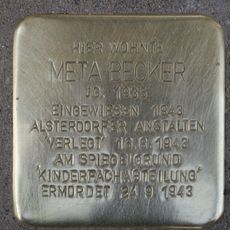 HIER WOHNTE
META BECKER
JG.
EINGEWIESEN 1943
ALSTERDORFER ANSTALTEN
"VERLEGT" 16.8.1943
AM SPIEGELGRUND
"KINDERFACHABTEILUNG"
ERMORDET 24.9.1943